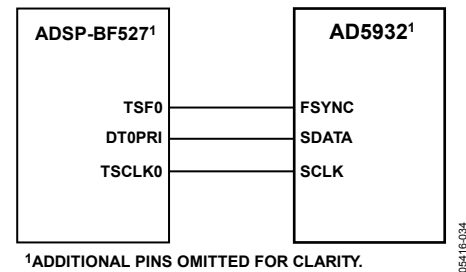 ADSP-BF527¹
AD5932¹
TSF0
FSYNC
DT0PRI
SDATA
TSCLK0
SCLK
¹ADDITIONAL PINS OMITTED FOR CLARITY.
05416-034